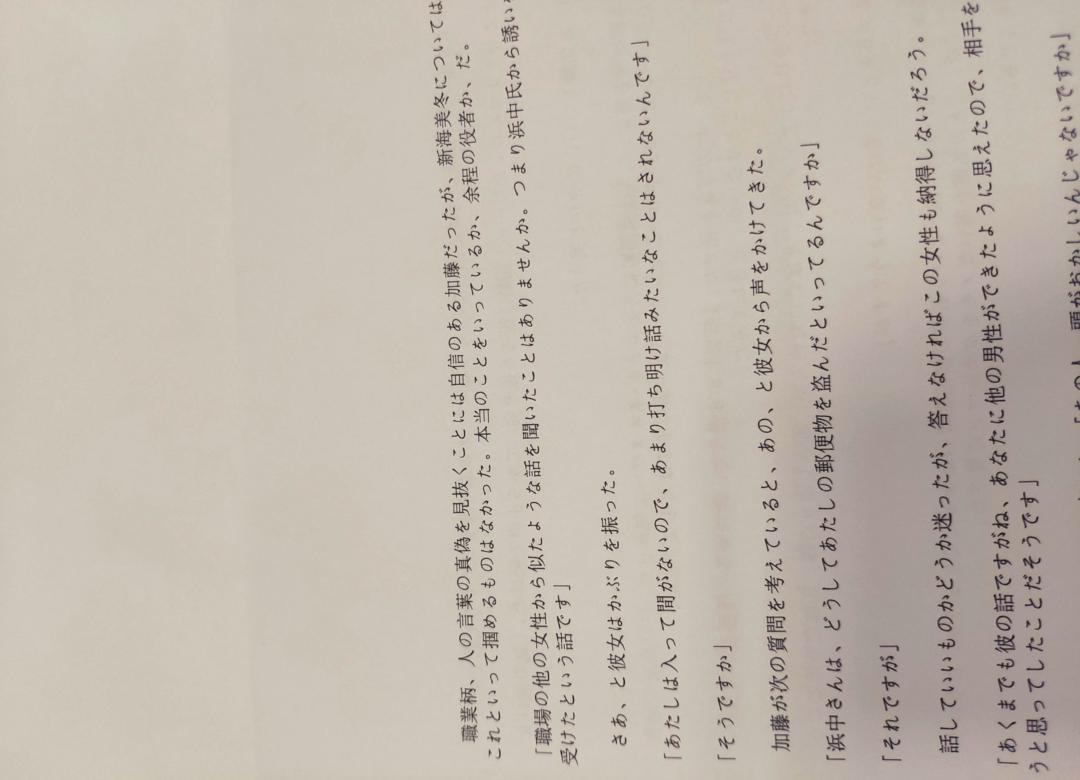 職業柄、人の言葉の真偽を見抜くことには自信のある加藤だったが、新海美冬については
これといって掴めるものはなかった。本当のことをいっているか、余程の役者か、だ。
「職場の他の女性から似たような話を聞いたことはありませんか。つまり浜中氏から誘い
受けたという話です」
さあ、と彼女はかぶりを振った。
「あたしは入って間がないので、あまり打ち明け話みたいなことはされないんです」
「そうですか」
加藤が次の質問を考えていると、あの、と彼女から声をかけてきた。
「浜中さんは、どうしてあたしの郵便物を盗んだといってるんですか」
「それですが」
話していいものかどうか迷ったが、答えなければこの女性も納得しないだろう。
「あくまでも彼の話ですがね、あなたに他の男性ができたように思えたので、相手を
うと思ってしたことだそうです」
頭がおかしいんじゃないですか」